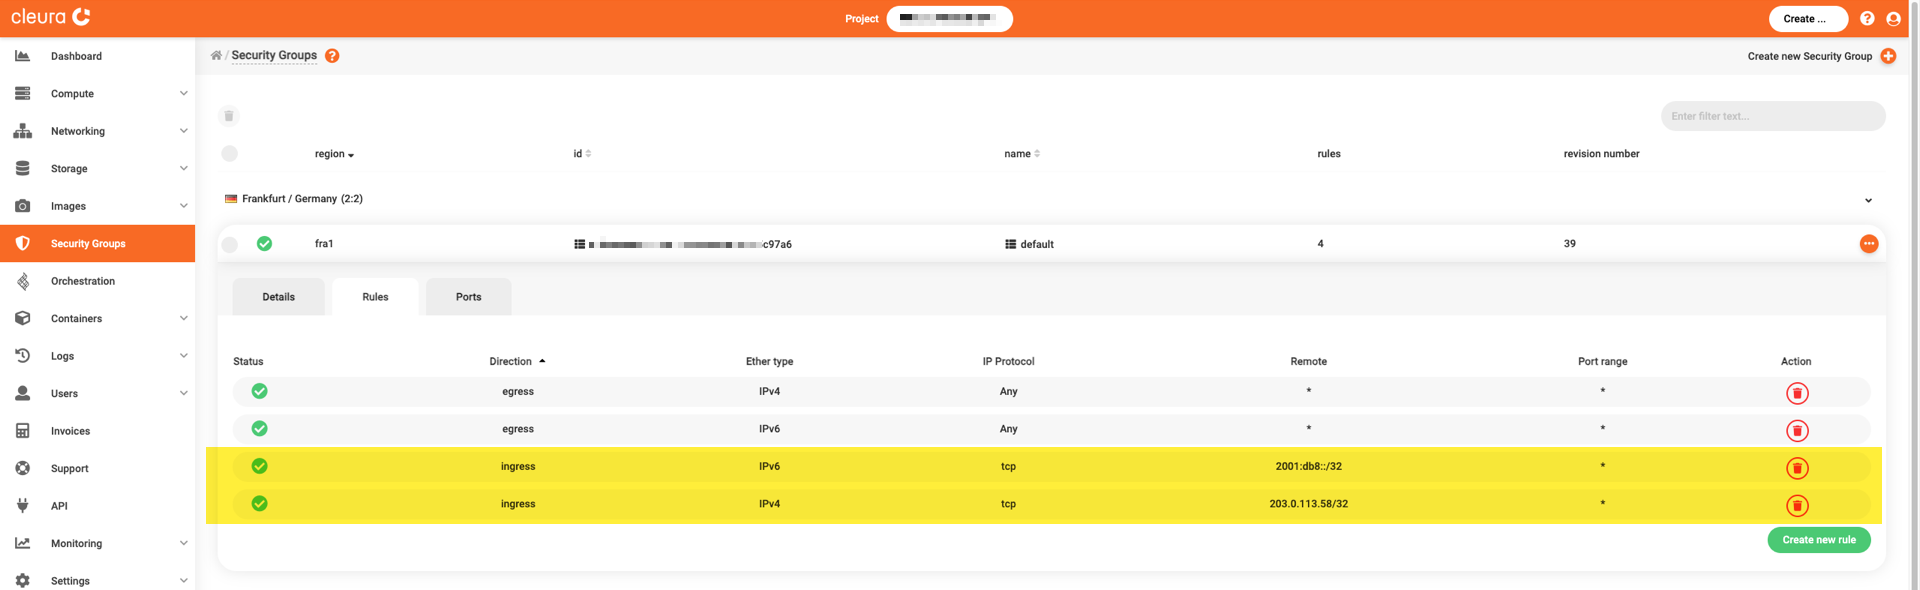 cleura
Project
Create ...
Dashboard
Compute
Networking
Storage
Images
Security Groups
Orchestration
Containers
Logs
Users
Invoices
Support
API
Monitoring
Settings
/ Security Groups ?
Create new Security Group
Enter filter text...
region id name rules revision number
Frankfurt / Germany (2:2)
fra1 c97a6 default 4 39
Details Rules Ports
Status Direction Ether type IP Protocol Remote Port range Action
egress IPv4 Any * *
egress IPv6 Any * *
ingress IPv6 tcp 2001:db8::/32 *
ingress IPv4 tcp 203.0.113.58/32 *
Create new rule